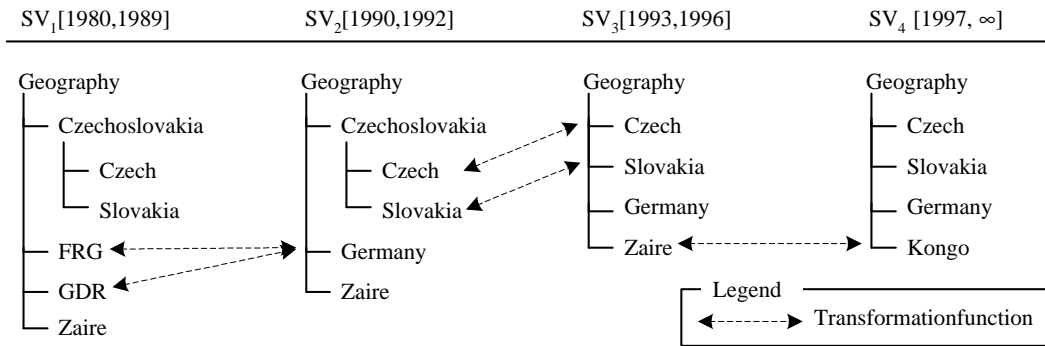 SV1[1980,1989] SV2[1990,1992] SV3[1993,1996] SV4 [1997, ∞]
Geography Geography Geography Geography
Czechoslovakia Czechoslovakia Czech Czech
Czech Czech Slovakia Slovakia
Slovakia Slovakia Germany Germany
FRG Germany Zaire Kongo
GDR Zaire Legend
Zaire Transformationfunction